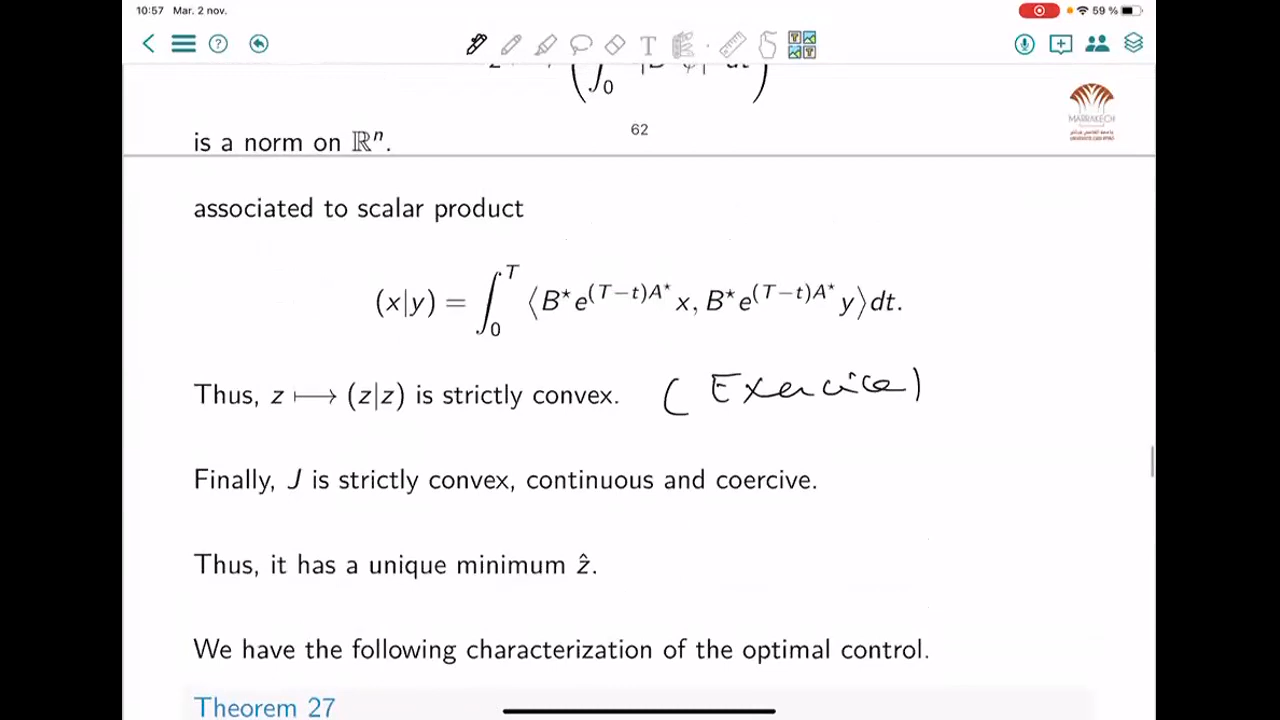 10:57 Mar. 2 nov. 59 %
62
MARRAKECH
is a norm on ℝⁿ.
associated to scalar product
(x|y) = ∫₀ᵀ ⟨B*e^{(T−t)A*} x, B*e^{(T−t)A*} y⟩dt.
Thus, z ⟼ (z|z) is strictly convex. (Exercice)
Finally, J is strictly convex, continuous and coercive.
Thus, it has a unique minimum ẑ.
We have the following characterization of the optimal control.
Theorem 27